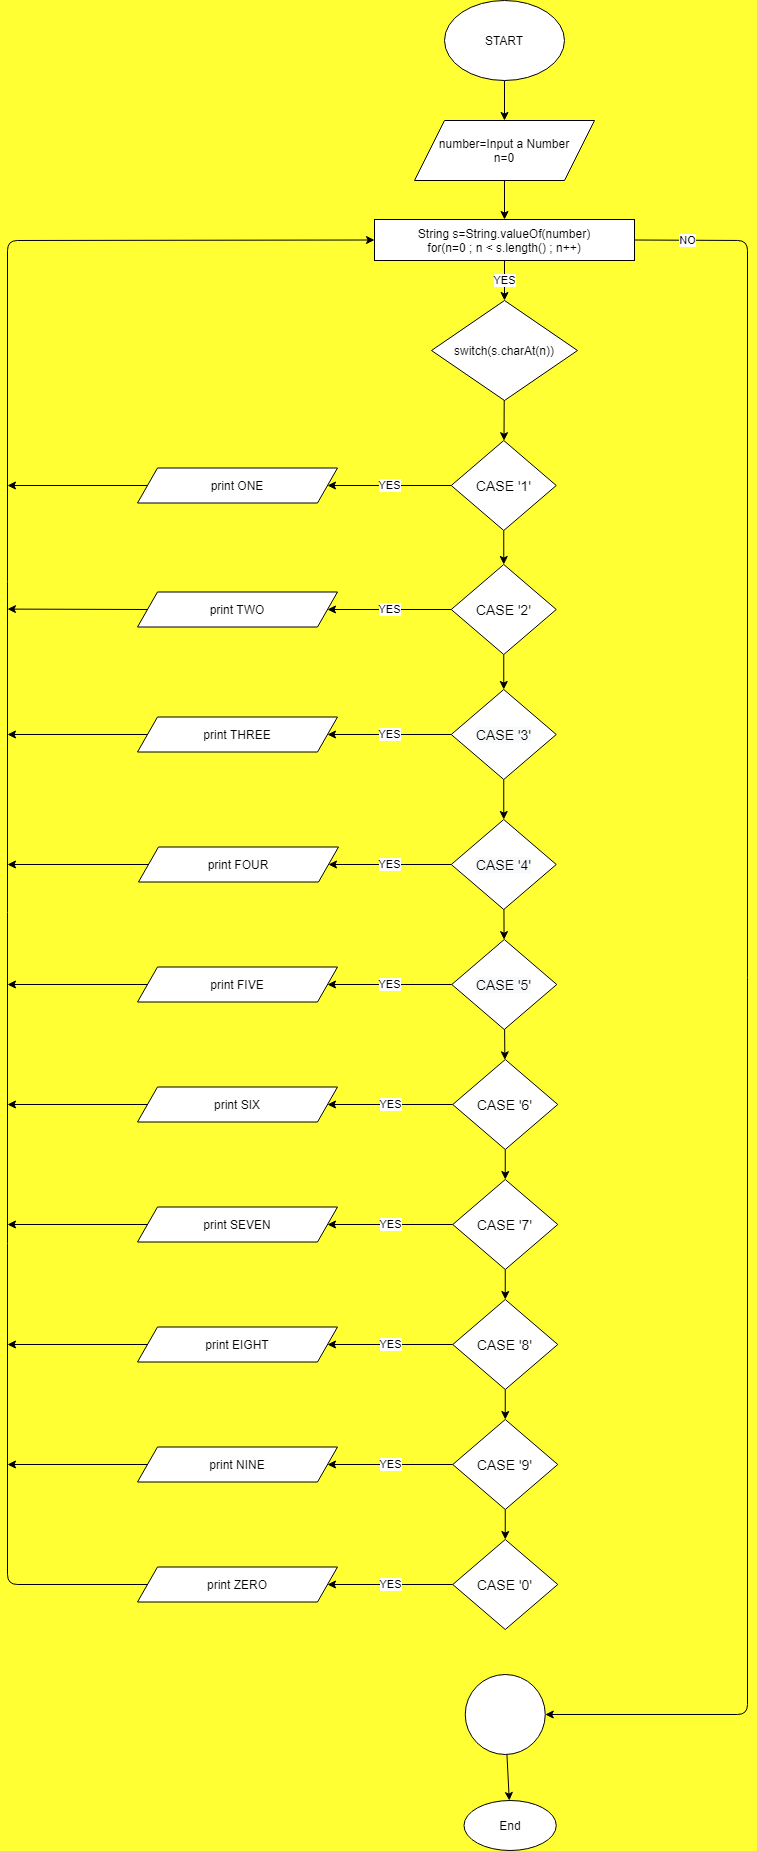 START
number=Input a Number
n=0
String s=String.valueOf(number)
for(n=0 ; n < s.length() ; n++)
NO
YES
switch(s.charAt(n))
print ONE
YES
CASE '1'
print TWO
YES
CASE '2'
print THREE
YES
CASE '3'
print FOUR
YES
CASE '4'
print FIVE
YES
CASE '5'
print SIX
YES
CASE '6'
print SEVEN
YES
CASE '7'
print EIGHT
YES
CASE '8'
print NINE
YES
CASE '9'
print ZERO
YES
CASE '0'
End